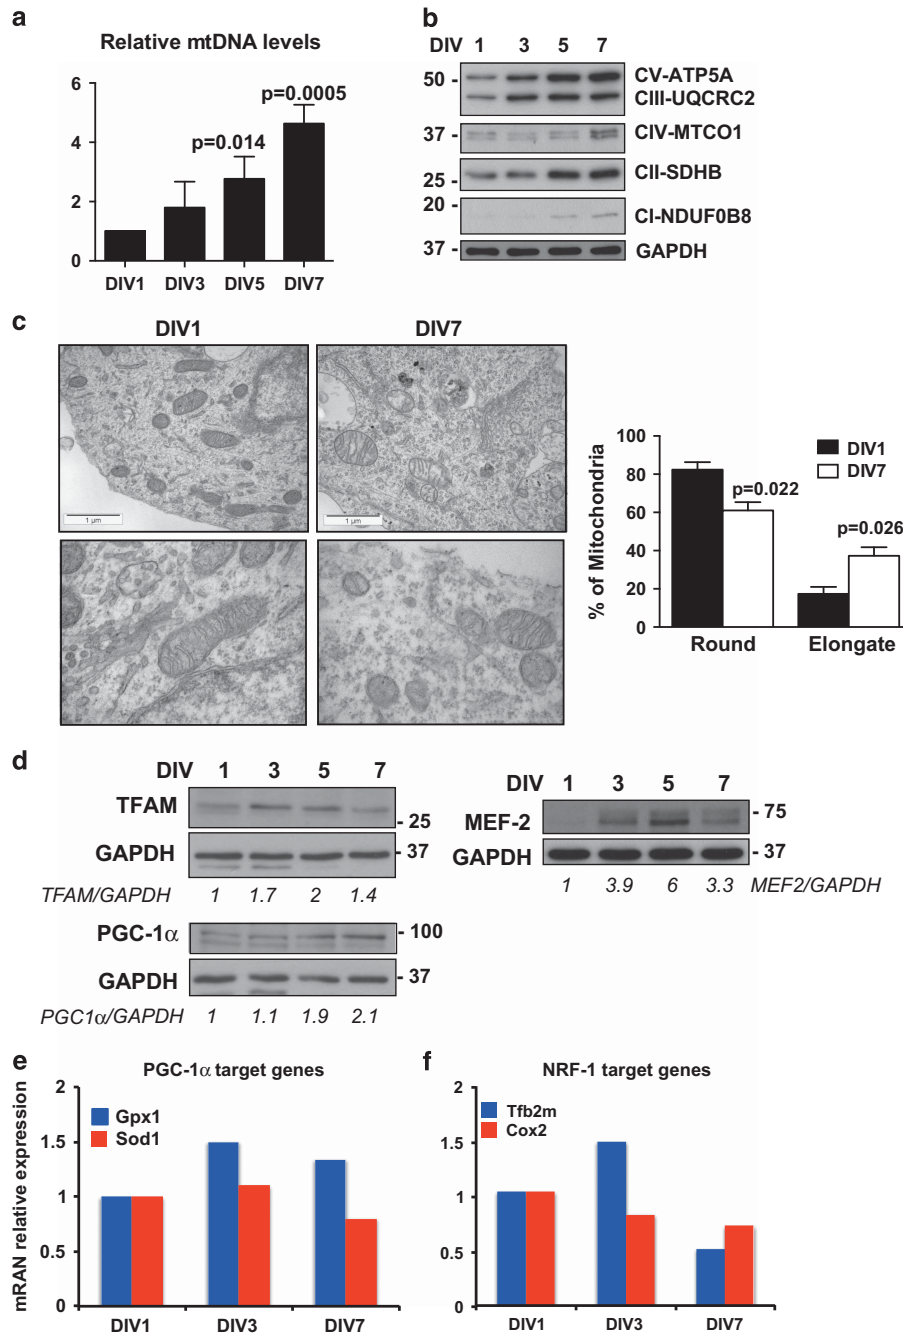 a
Relative mtDNA levels
6
4
2
0
p=0.014
p=0.0005
DIV1 DIV3 DIV5 DIV7
b
DIV 1 3 5 7
50 -
CV-ATP5A
CIII-UQCRC2
37 -
CIV-MTCO1
25 -
CII-SDHB
20 -
CI-NDUF0B8
37 -
GAPDH
c
DIV1
DIV7
1 µm
1 µm
% of Mitochondria
100
80
60
40
20
0
DIV1
DIV7
p=0.022
p=0.026
Round Elongate
d
DIV 1 3 5 7
TFAM
- 25
GAPDH
- 37
TFAM/GAPDH 1 1.7 2 1.4
PGC-1α
- 100
GAPDH
- 37
PGC1α/GAPDH 1 1.1 1.9 2.1
DIV 1 3 5 7
MEF-2
- 75
GAPDH
- 37
1 3.9 6 3.3 MEF2/GAPDH
e
PGC-1α target genes
mRAN relative expression
2
1.5
1
0.5
0
Gpx1
Sod1
DIV1 DIV3 DIV7
f
NRF-1 target genes
2
1.5
1
0.5
0
Tfb2m
Cox2
DIV1 DIV3 DIV7